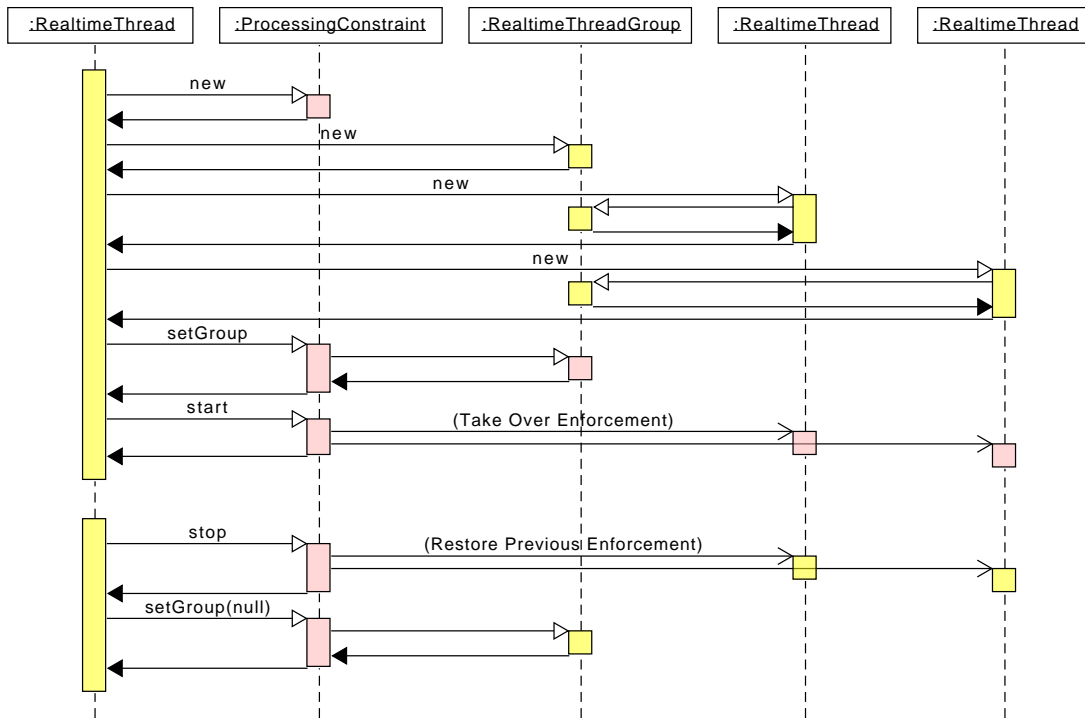 :RealtimeThread :ProcessingConstraint :RealtimeThreadGroup :RealtimeThread :RealtimeThread
new
new
new
new
setGroup
start
(Take Over Enforcement)
stop
(Restore Previous Enforcement)
setGroup(null)